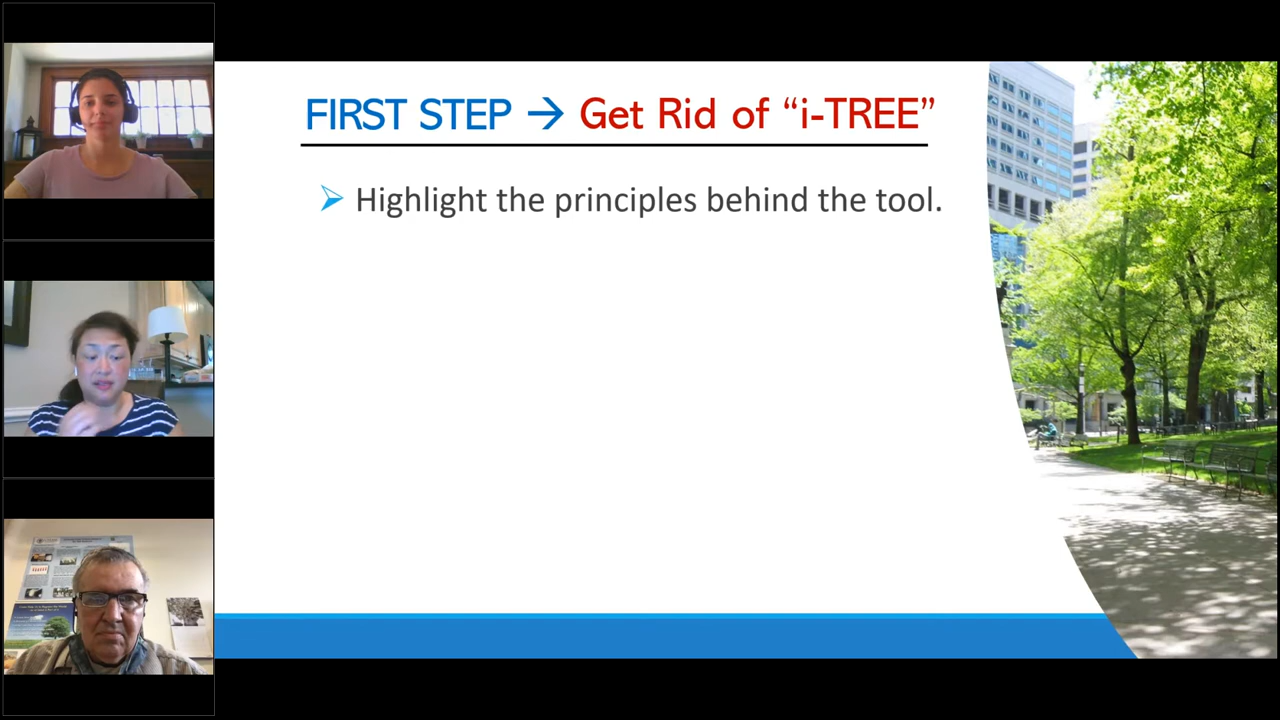 FIRST STEP → Get Rid of “i-TREE”
➢ Highlight the principles behind the tool.